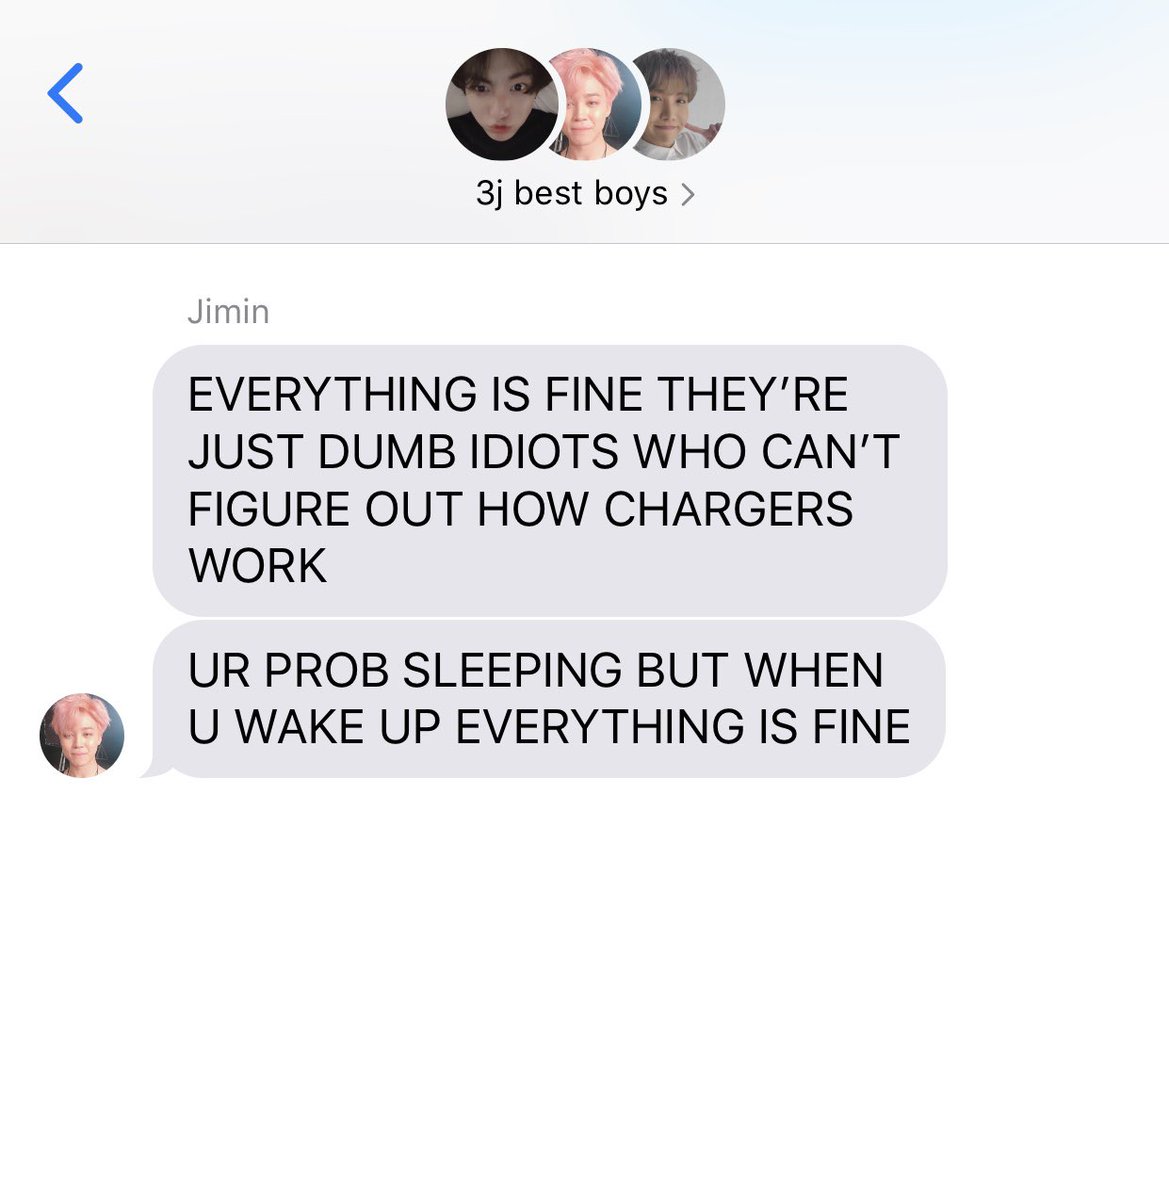 3j best boys
Jimin
EVERYTHING IS FINE THEY’RE
JUST DUMB IDIOTS WHO CAN’T
FIGURE OUT HOW CHARGERS
WORK
UR PROB SLEEPING BUT WHEN
U WAKE UP EVERYTHING IS FINE